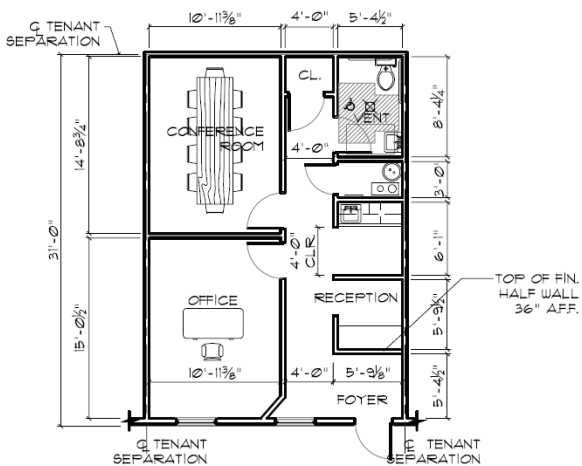 10'-11⅜"
4'-0"
5'-4½"
℄ TENANT
SEPARATION
CL.
VENT
8'-4¼"
CONFERENCE
ROOM
14'-8¾"
4'-0"
3'-0"
31'-0"
4'-0"
CLR
6'-1"
OFFICE
RECEPTION
TOP OF FIN.
HALF WALL
36" A.F.F.
15'-0½"
5'-9½"
10'-11⅜"
4'-0"
5'-9⅛"
5'-4½"
FOYER
℄ TENANT
SEPARATION
℄ TENANT
SEPARATION